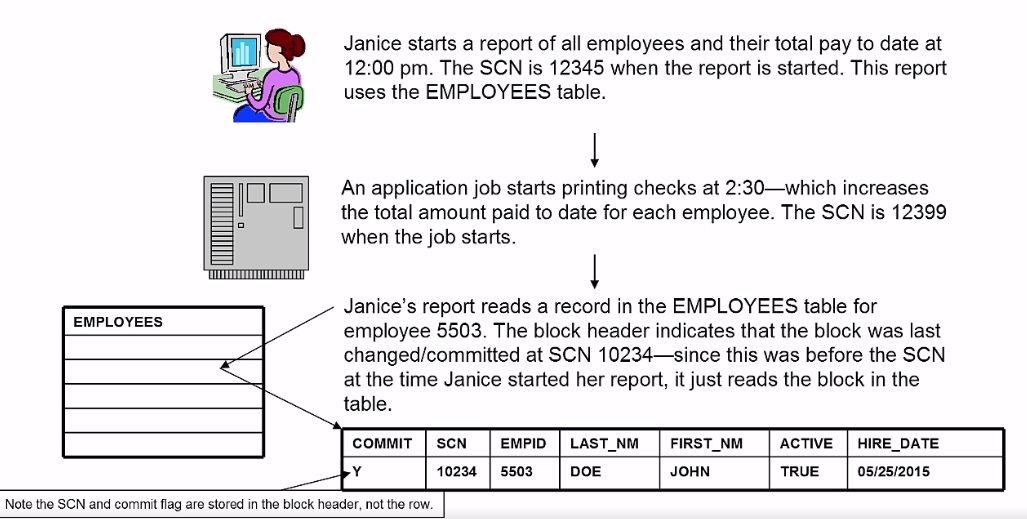 Janice starts a report of all employees and their total pay to date at
12:00 pm. The SCN is 12345 when the report is started. This report
uses the EMPLOYEES table.
An application job starts printing checks at 2:30—which increases
the total amount paid to date for each employee. The SCN is 12399
when the job starts.
Janice's report reads a record in the EMPLOYEES table for
employee 5503. The block header indicates that the block was last
changed/committed at SCN 10234—since this was before the SCN
at the time Janice started her report, it just reads the block in the
table.
EMPLOYEES
COMMIT SCN EMPID LAST_NM FIRST_NM ACTIVE HIRE_DATE
Y 10234 5503 DOE JOHN TRUE 05/25/2015
Note the SCN and commit flag are stored in the block header, not the row.